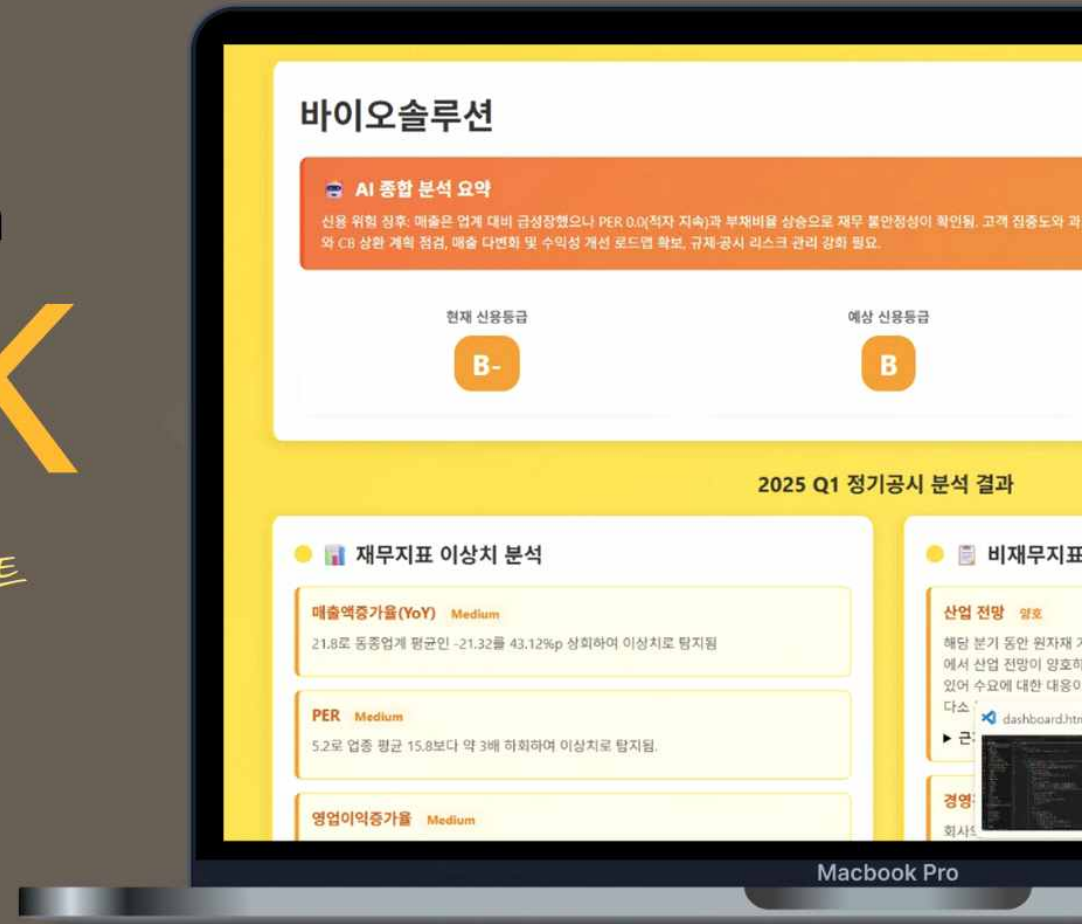 K
트
바이오솔루션
AI 종합 분석 요약
신용 위험 징후: 매출은 업계 대비 급성장했으나 PER 0.0(적자 지속)과 부채비율 상승으로 재무 불안정성이 확인됨. 고객 집중도와 과
와 CB 상환 계획 점검, 매출 다변화 및 수익성 개선 로드맵 확보, 규제·공시 리스크 관리 강화 필요.
현재 신용등급
예상 신용등급
B-
B
2025 Q1 정기공시 분석 결과
재무지표 이상치 분석
매출액증가율(YoY) Medium
21.8로 동종업계 평균인 -21.32를 43.12%p 상회하여 이상치로 탐지됨
PER Medium
5.2로 업종 평균 15.8보다 약 3배 하회하여 이상치로 탐지됨.
영업이익증가율 Medium
비재무지표
산업 전망 양호
해당 분기 동안 원자재 가
에서 산업 전망이 양호하
있어 수요에 대한 대응이
다소
dashboard.htm
▶ 근
경영
회사의
Macbook Pro